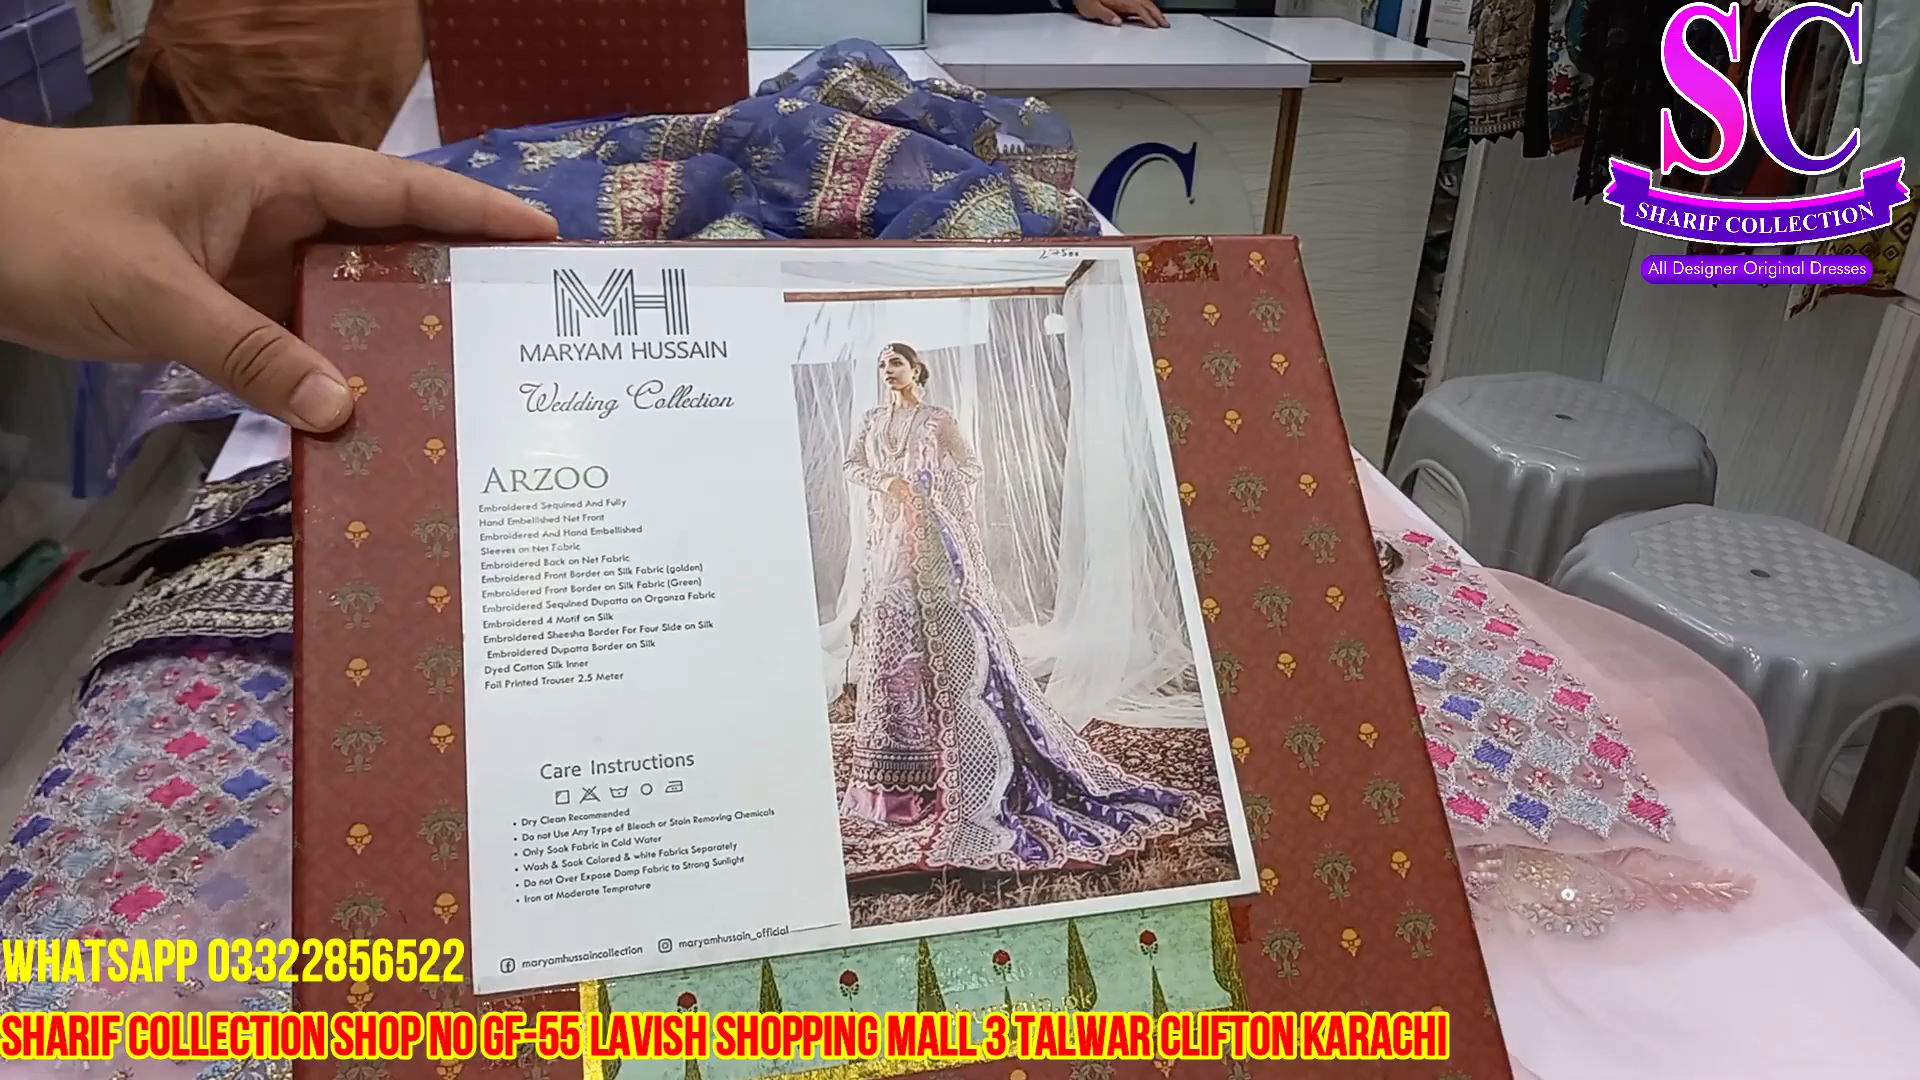 SC
SHARIF COLLECTION
All Designer Original Dresses
C
MH
MARYAM HUSSAIN
Wedding Collection
ARZOO
Embroidered Sequined And Fully
Hand Embellished Net Front
Embroidered And Hand Embellished
Sleeves on Net Fabric
Embroidered Back on Net Fabric
Embroidered Front Border on Silk Fabric (golden)
Embroidered Front Border on Silk Fabric (Green)
Embroidered Sequined Dupatta on Organza Fabric
Embroidered 4 Motif on Silk
Embroidered Sheesha Border For Four Side on Silk
Embroidered Dupatta Border on Silk
Dyed Cotton Silk Inner
Foil Printed Trouser 2.5 Meter
Care Instructions
• Dry Clean Recommended
• Do not Use Any Type of Bleach or Stain Removing Chemicals
• Only Soak Fabric in Cold Water
• Wash & Soak Colored & white Fabrics Separately
• Do not Over Expose Damp Fabric to Strong Sunlight
• Iron at Moderate Temprature
maryamhussaincollection maryamhussain_official
WHATSAPP 03322856522
SHARIF COLLECTION SHOP NO GF-55 LAVISH SHOPPING MALL 3 TALWAR CLIFTON KARACHI